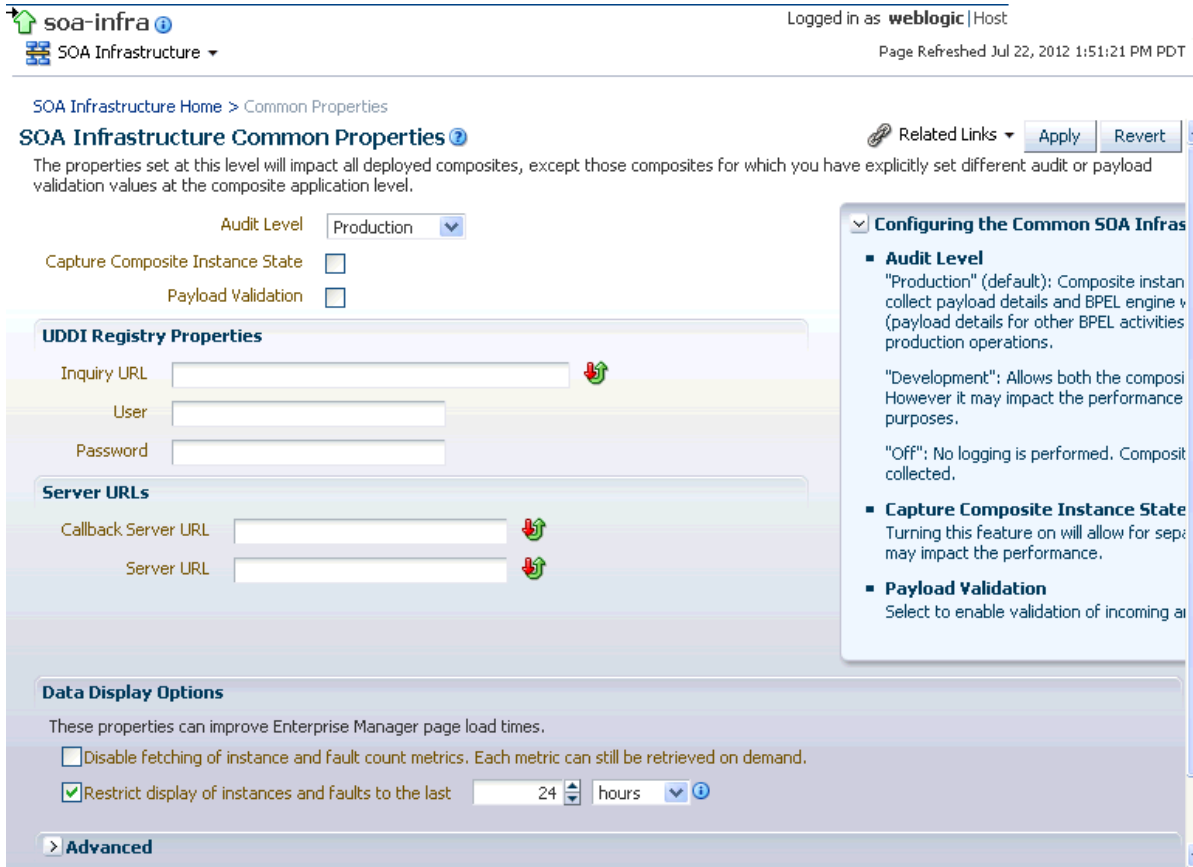 soa-infra
Logged in as weblogic|Host
SOA Infrastructure
Page Refreshed Jul 22, 2012 1:51:21 PM PDT
SOA Infrastructure Home > Common Properties
SOA Infrastructure Common Properties
Related Links
Apply
Revert
The properties set at this level will impact all deployed composites, except those composites for which you have explicitly set different audit or payload
validation values at the composite application level.
Audit Level
Production
Capture Composite Instance State
Payload Validation
UDDI Registry Properties
Inquiry URL
User
Password
Server URLs
Callback Server URL
Server URL
Configuring the Common SOA Infras
Audit Level
"Production" (default): Composite instan
collect payload details and BPEL engine
(payload details for other BPEL activities
production operations.
"Development": Allows both the composi
However it may impact the performance
purposes.
"Off": No logging is performed. Composit
collected.
Capture Composite Instance State
Turning this feature on will allow for sepa
may impact the performance.
Payload Validation
Select to enable validation of incoming
Data Display Options
These properties can improve Enterprise Manager page load times.
Disable fetching of instance and fault count metrics. Each metric can still be retrieved on demand.
Restrict display of instances and faults to the last 24 hours
Advanced